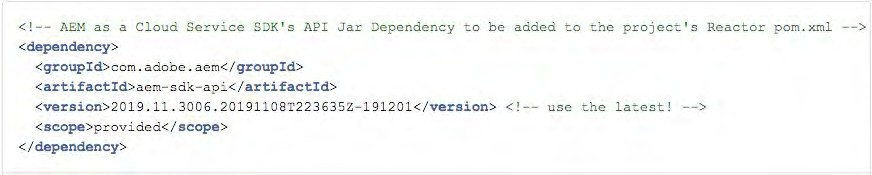 <!-- AEM as a Cloud Service SDK's API Jar Dependency to be added to the project's Reactor pom.xml -->
<dependency>
<groupId>com.adobe.aem</groupId>
<artifactId>aem-sdk-api</artifactId>
<version>2019.11.3006.20191108T223635Z-191201</version> <!-- use the latest! -->
<scope>provided</scope>
</dependency>